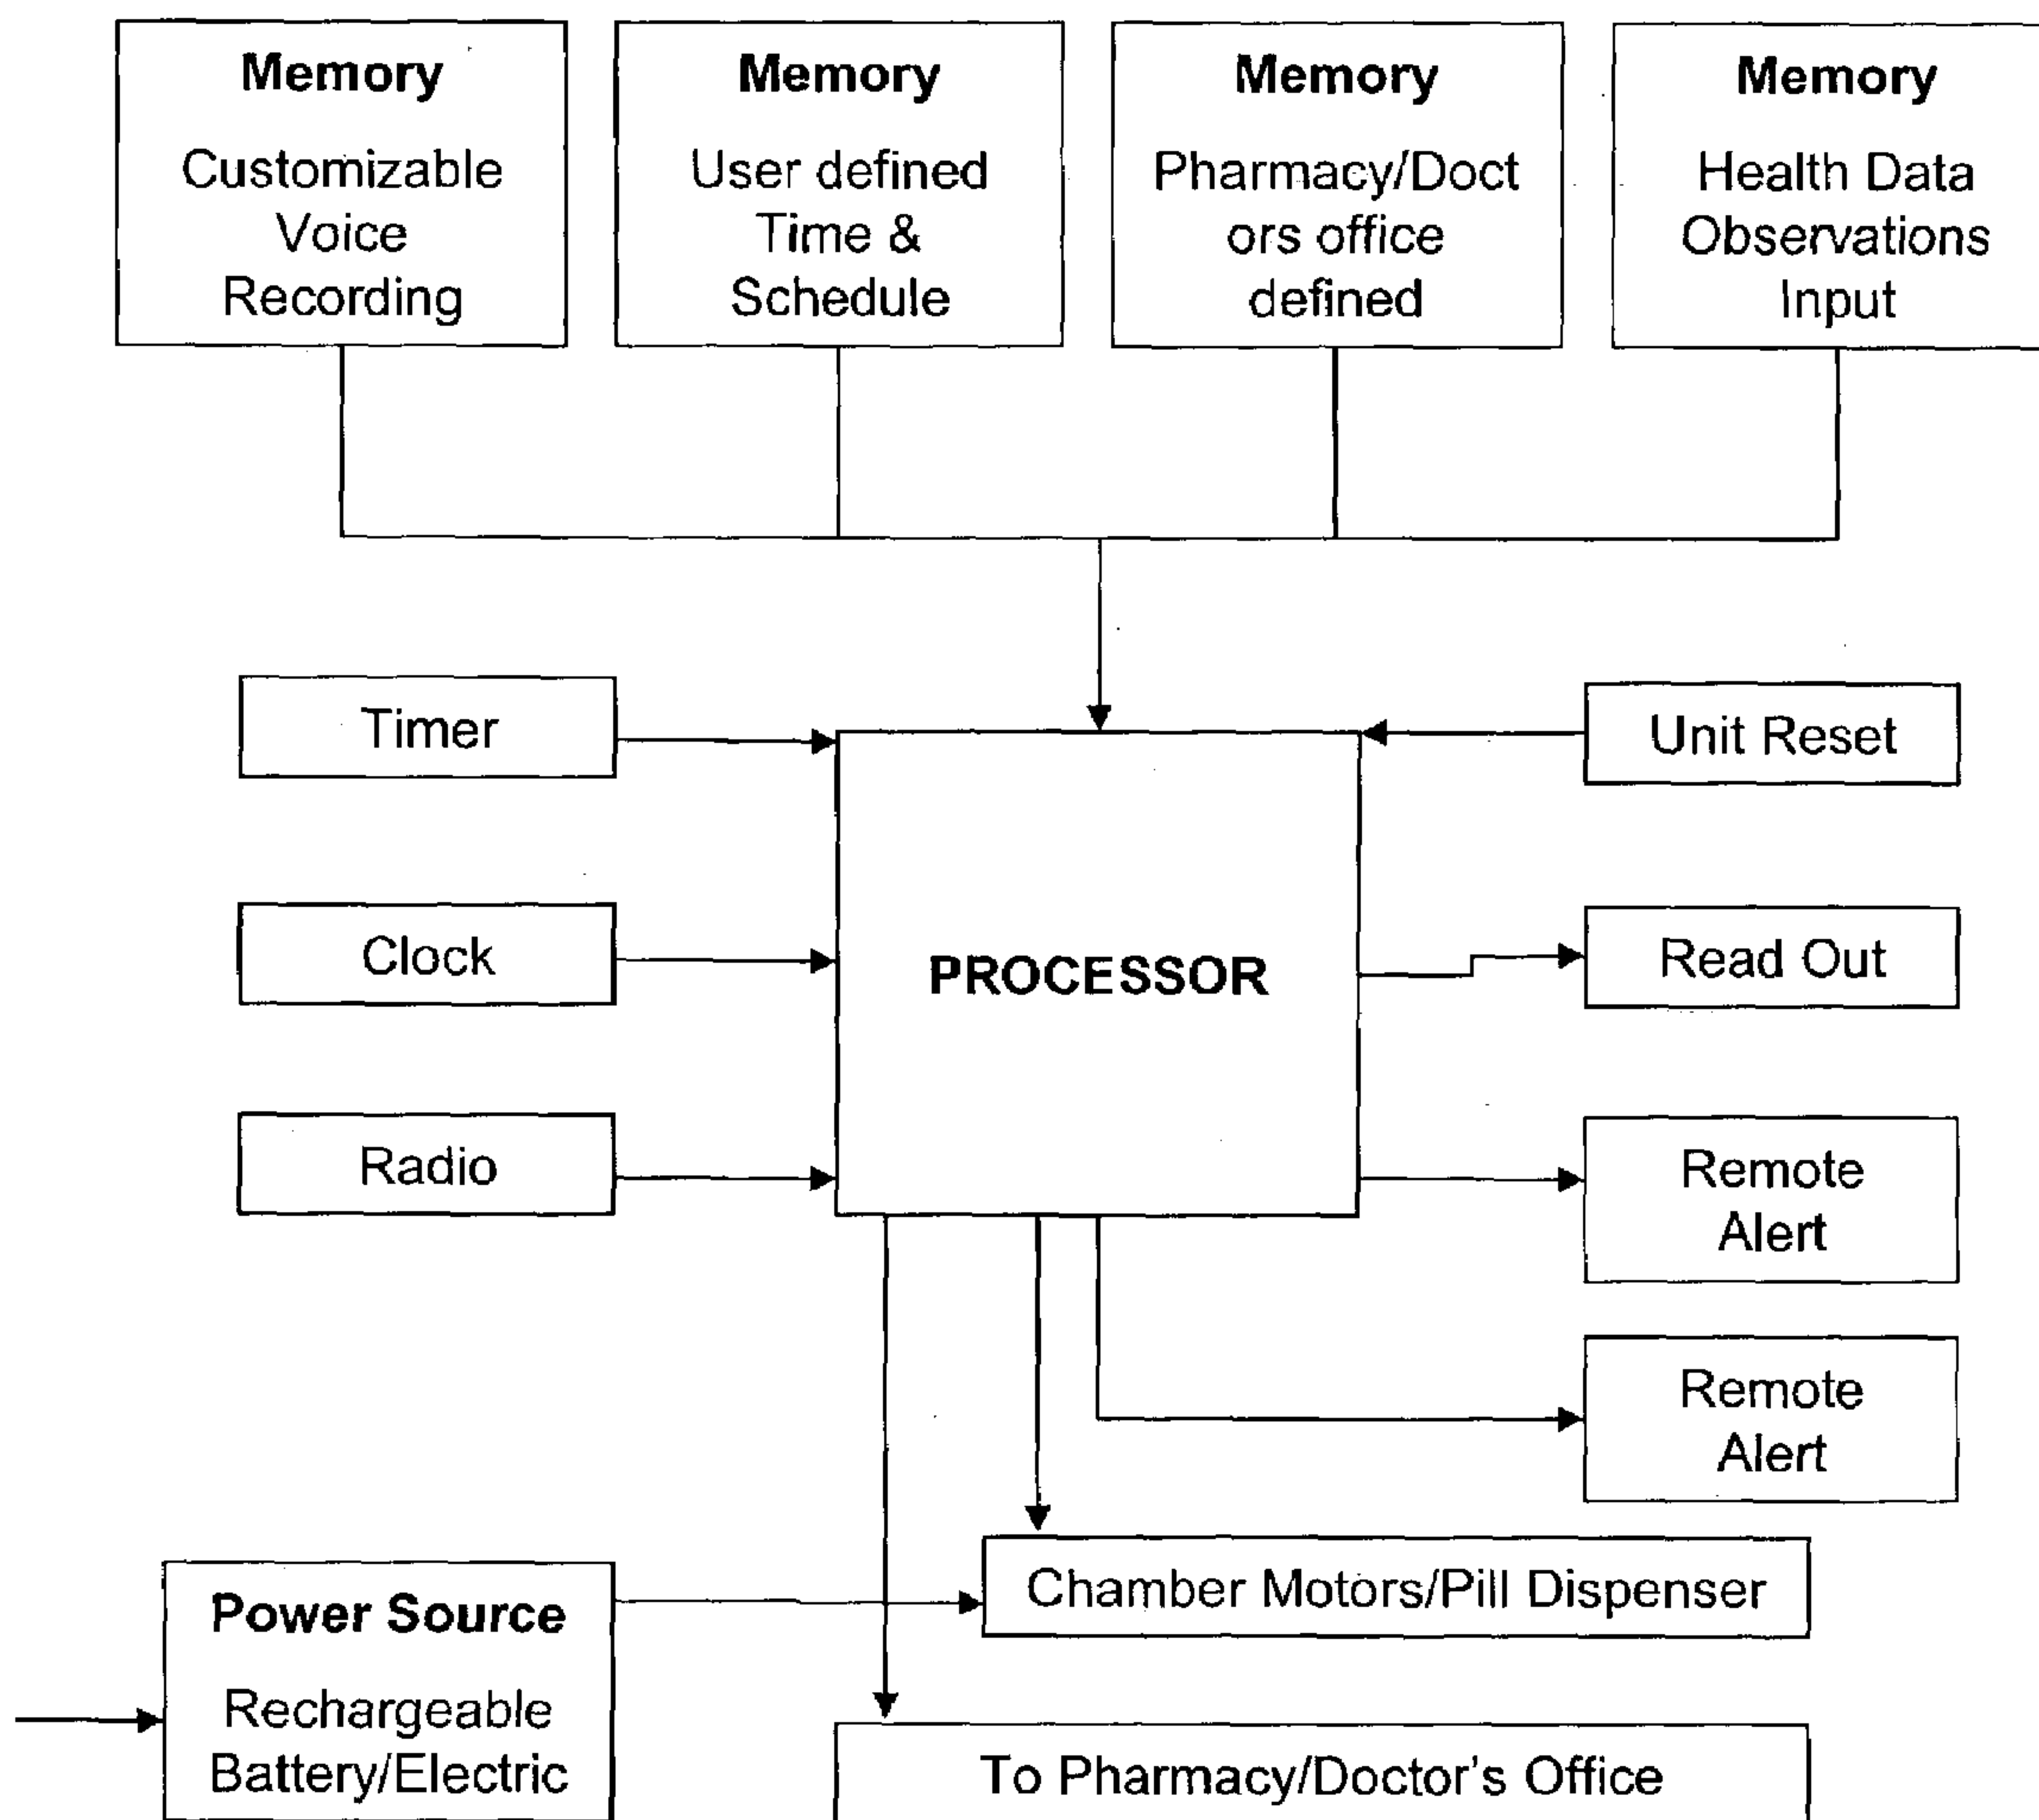 Memory
Customizable
Voice
Recording
Memory
User defined
Time &
Schedule
Memory
Pharmacy/Doct
ors office
defined
Memory
Health Data
Observations
Input
Timer
Unit Reset
Clock
PROCESSOR
Read Out
Radio
Remote
Alert
Remote
Alert
Chamber Motors/Pill Dispenser
Power Source
Rechargeable
Battery/Electric
To Pharmacy/Doctor's Office